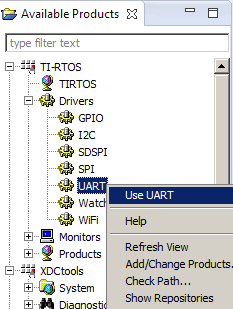 Available Products
type filter text
TI-RTOS
TIRTOS
Drivers
GPIO
I2C
SDSPI
SPI
UART
Use UART
Watch
WiFi
Help
Monitors
Refresh View
Products
Add/Change Products.
XDCtools
Check Path...
System
Show Repositories
Diagnostic